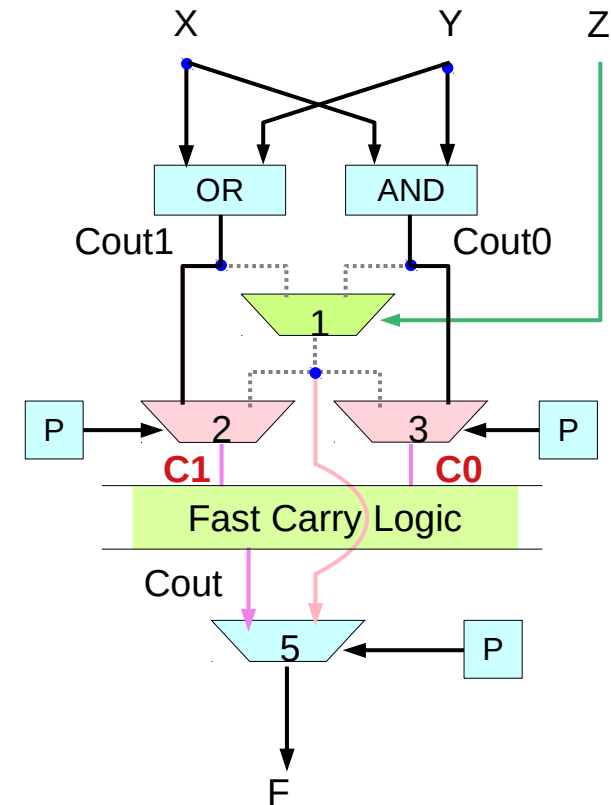 X Y Z
OR AND
Cout1 Cout0
1
P 2 3 P
C1 C0
Fast Carry Logic
Cout
5 P
F